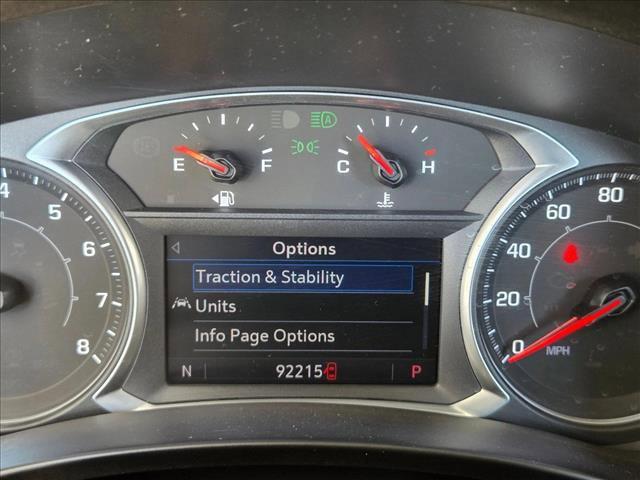 A
E F C H
4 5 6 7 8
Options
Traction & Stability
Units
Info Page Options
N 92215 P
80
60
40
20
0 MPH